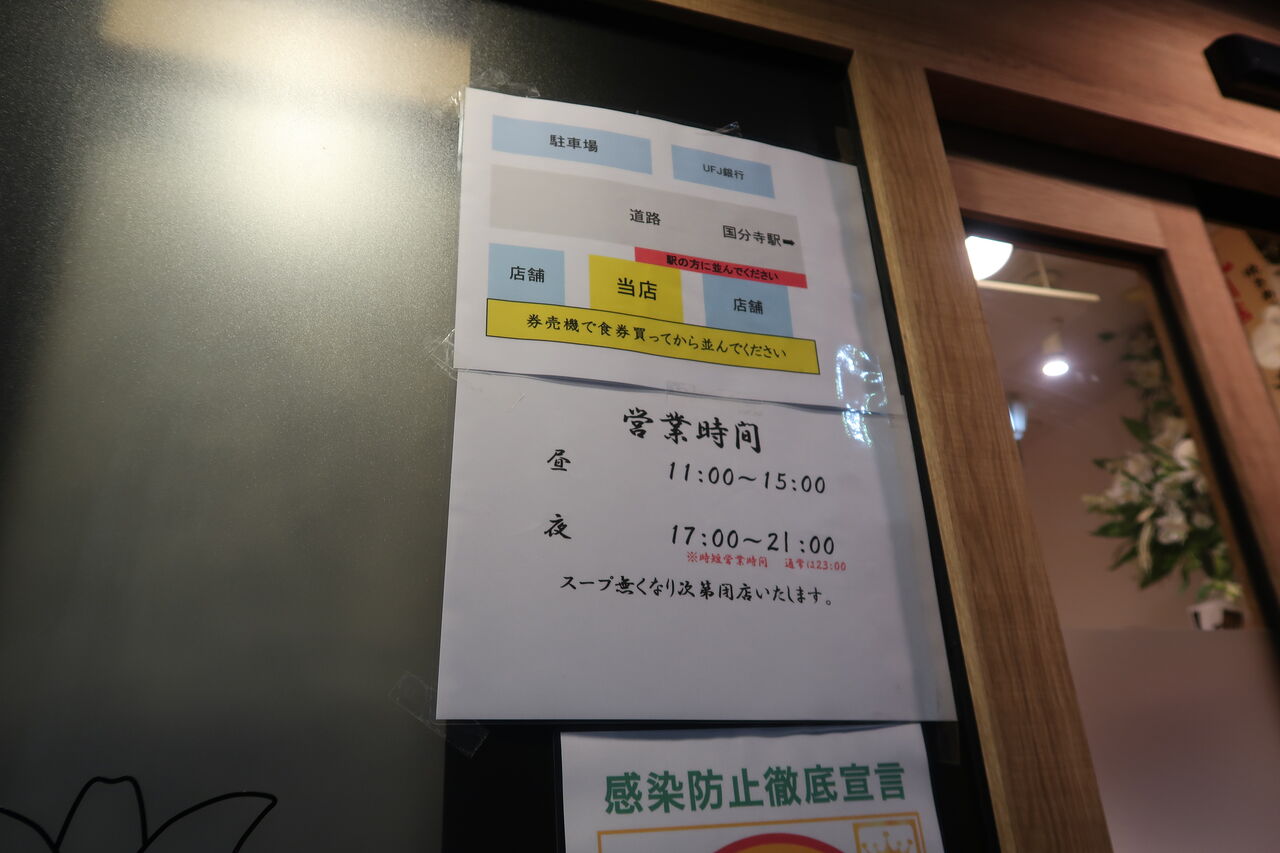 駐車場
UFJ銀行
道路
国分寺駅➡
駅の方に並んでください
店舗
当店
店舗
券売機で食券買ってから並んでください
営業時間
昼 11:00～15:00
夜 17:00～21:00
※時短営業時間 通常は23:00
スープ無くなり次第閉店いたします。
感染防止徹底宣言